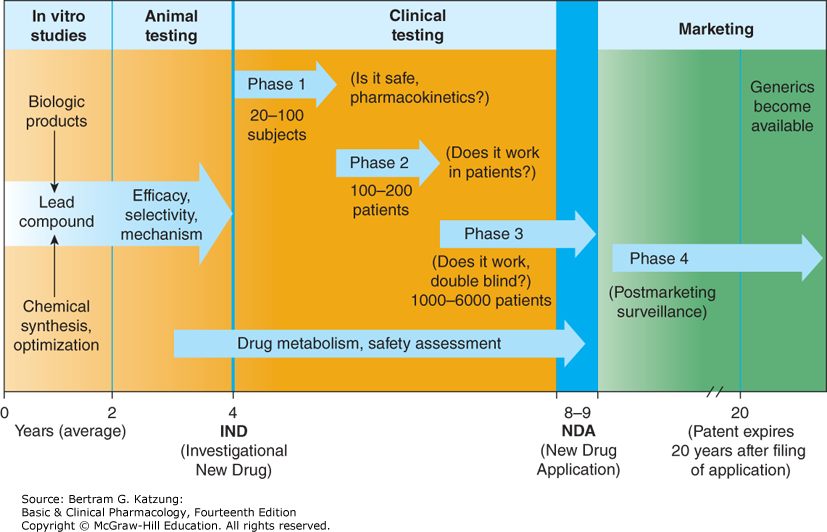 In vitro
studies
Animal
testing
Clinical
testing
Marketing
Biologic
products
Lead
compound
Chemical
synthesis,
optimization
Efficacy,
selectivity,
mechanism
Phase 1
20–100
subjects
(Is it safe,
pharmacokinetics?)
Phase 2
100–200
patients
(Does it work
in patients?)
Phase 3
(Does it work,
double blind?)
1000–6000 patients
Drug metabolism, safety assessment
Phase 4
(Postmarketing
surveillance)
Generics
become
available
0
2
4
8–9
20
Years (average)
IND
(Investigational
New Drug)
NDA
(New Drug
Application)
(Patent expires
20 years after filing
of application)
Source: Bertram G. Katzung:
Basic & Clinical Pharmacology, Fourteenth Edition
Copyright © McGraw-Hill Education. All rights reserved.